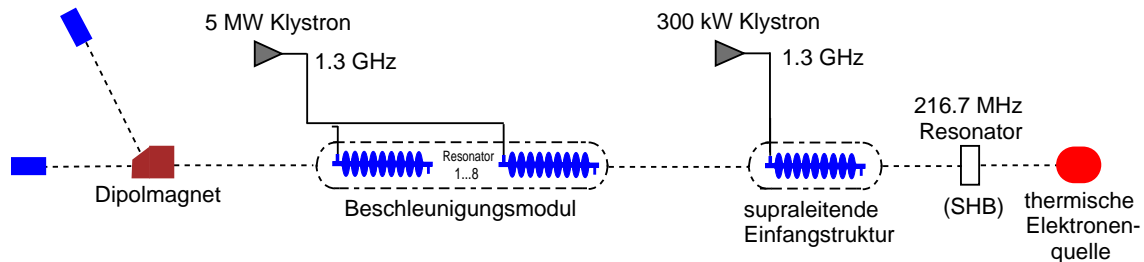 5 MW Klystron
1.3 GHz
300 kW Klystron
1.3 GHz
216.7 MHz
Resonator
Resonator
1...8
Dipolmagnet
Beschleunigungsmodul
supraleitende
Einfangstruktur
(SHB)
thermische
Elektronen-
quelle